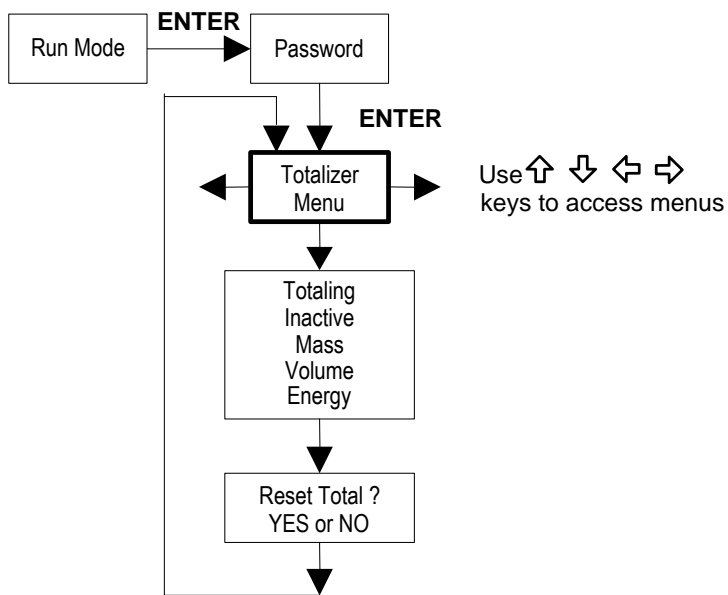 ENTER
Run Mode
Password
ENTER
Totalizer
Menu
Use ⇧ ⇩ ⇦ ⇨
keys to access menus
Totaling
Inactive
Mass
Volume
Energy
Reset Total ?
YES or NO